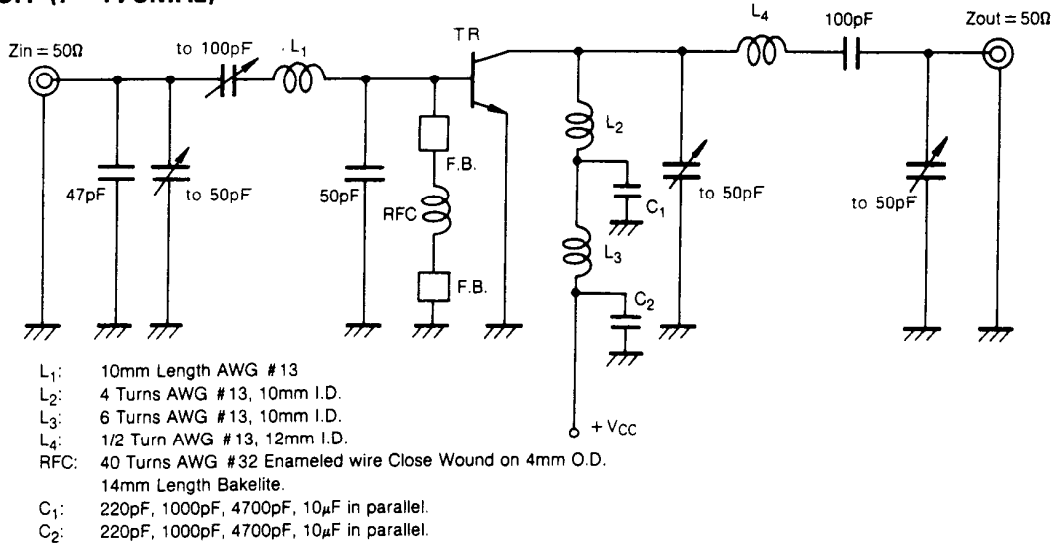 Zin = 50Ω
to 100pF
L1
TR
L4
100pF
Zout = 50Ω
47pF
to 50pF
50pF
F.B.
RFC
F.B.
L2
C1
L3
C2
to 50pF
to 50pF
+ VCC
L1: 10mm Length AWG #13
L2: 4 Turns AWG #13, 10mm I.D.
L3: 6 Turns AWG #13, 10mm I.D.
L4: 1/2 Turn AWG #13, 12mm I.D.
RFC: 40 Turns AWG #32 Enameled wire Close Wound on 4mm O.D.
14mm Length Bakelite.
C1: 220pF, 1000pF, 4700pF, 10μF in parallel.
C2: 220pF, 1000pF, 4700pF, 10μF in parallel.